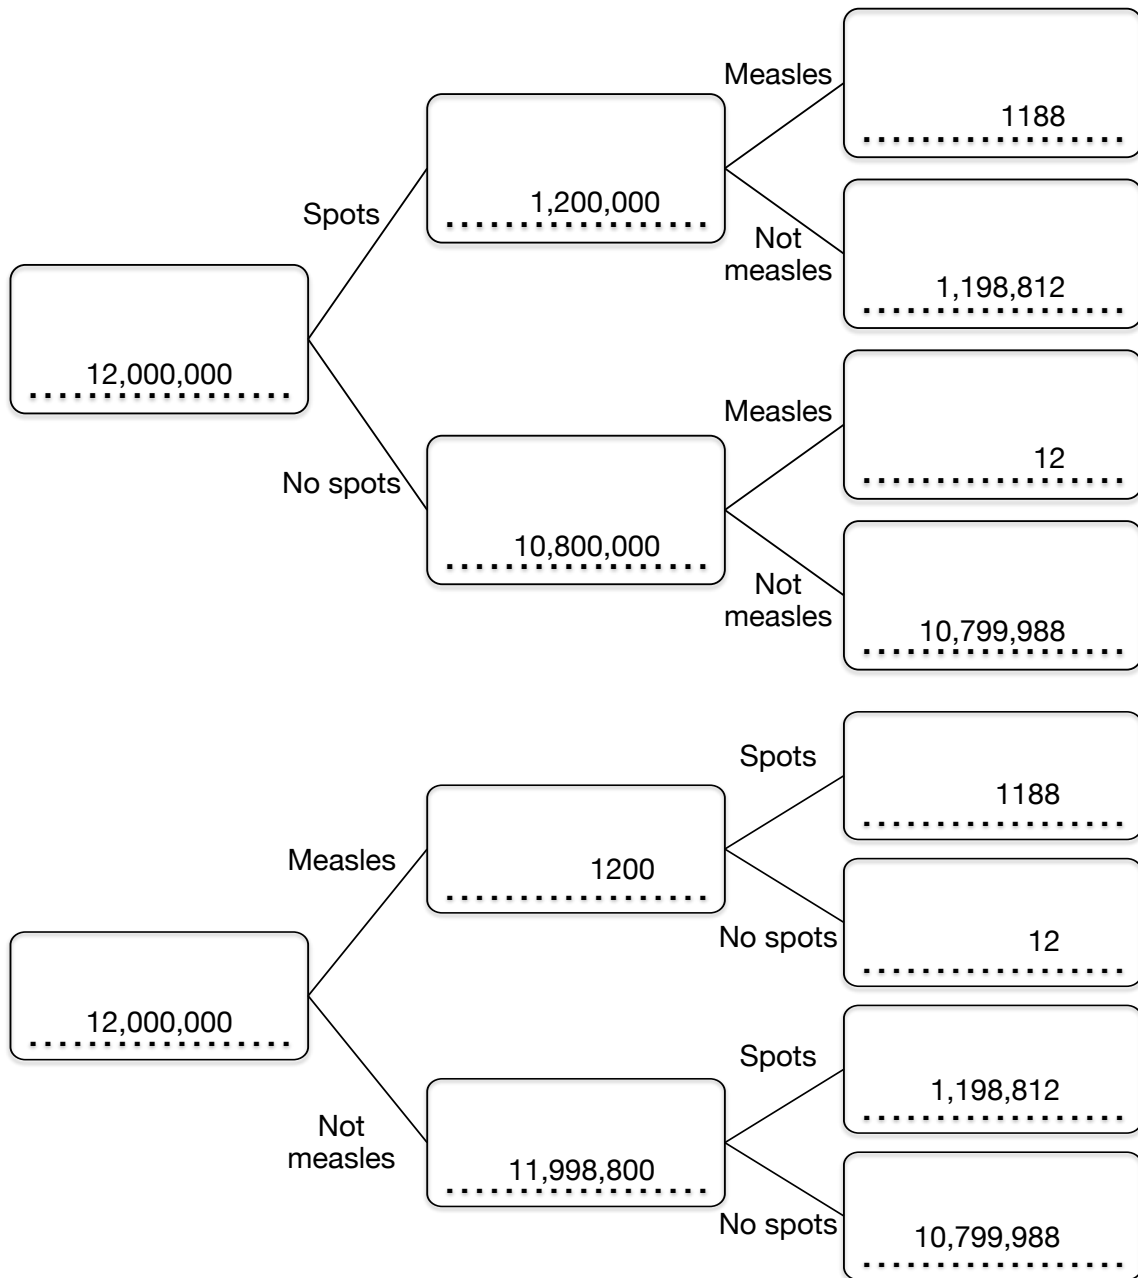 Measles
1188
Spots
1,200,000
Not
measles
1,198,812
12,000,000
Measles
12
No spots
10,800,000
Not
measles
10,799,988
Spots
1188
Measles
1200
No spots
12
12,000,000
Spots
1,198,812
Not
measles
11,998,800
No spots
10,799,988